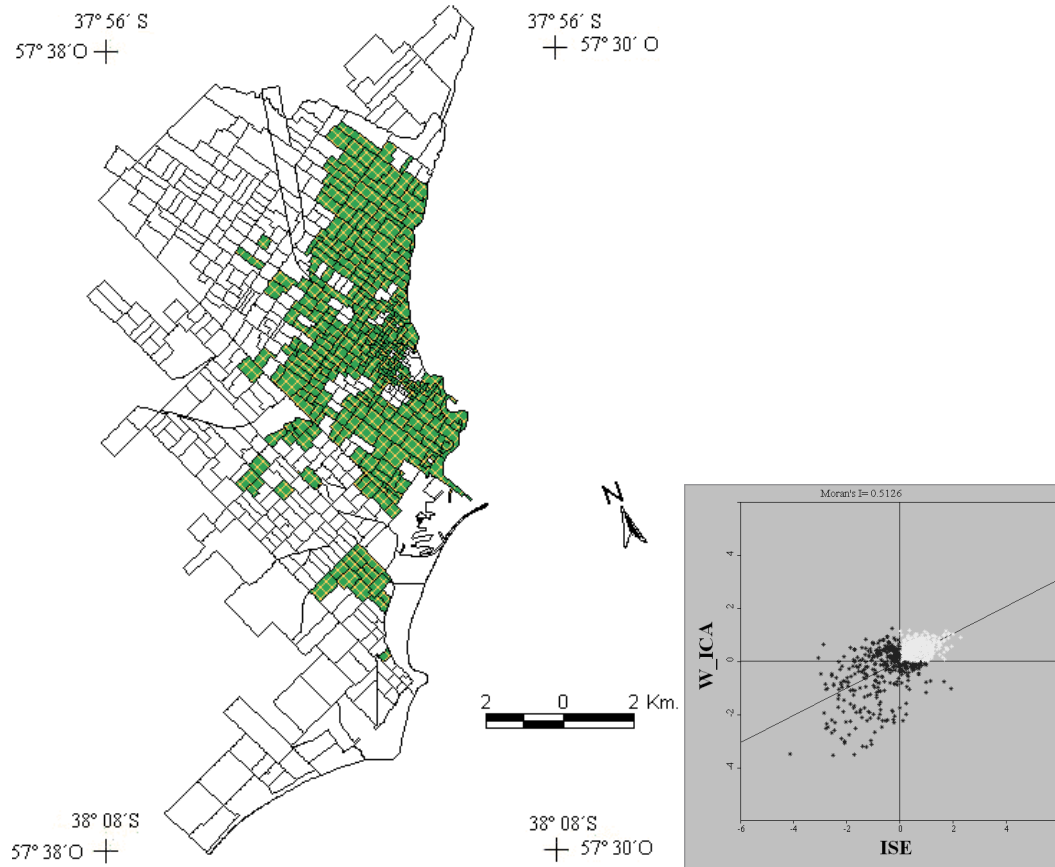 37° 56´ S
57° 38´O
37° 56´ S
57° 30´ O
N
2 0 2 Km.
38° 08´S
57° 38´O
38° 08´S
57° 30´O
Moran's I= 0.5126
4
2
0
-2
-4
W_ICA
-6 -4 -2 0 2 4
ISE